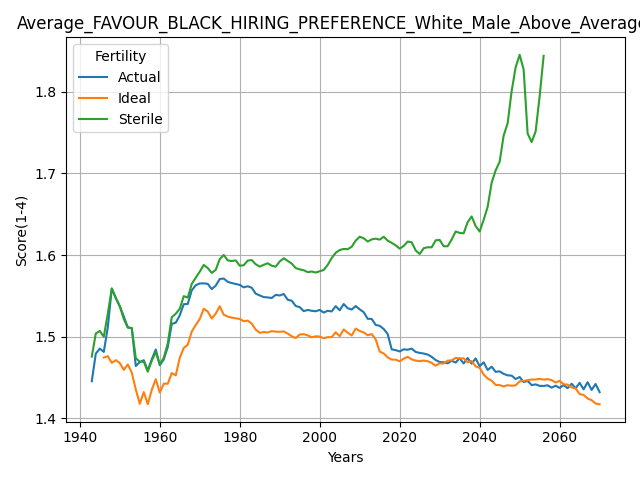 Average_FAVOUR_BLACK_HIRING_PREFERENCE_White_Male_Above_Average
Fertility
Actual
Ideal
Sterile
Score(1-4)
1.8
1.7
1.6
1.5
1.4
1940 1960 1980 2000 2020 2040 2060
Years